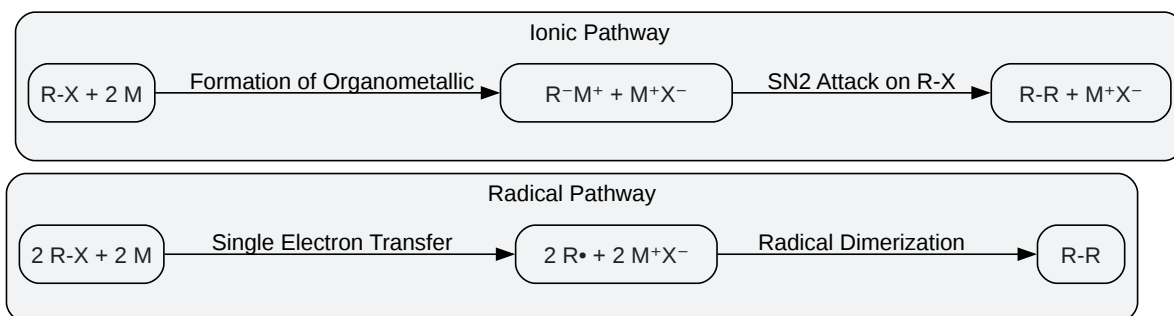 Ionic Pathway
R-X + 2 M
Formation of Organometallic
R⁻M⁺ + M⁺X⁻
SN2 Attack on R-X
R-R + M⁺X⁻
Radical Pathway
2 R-X + 2 M
Single Electron Transfer
2 R• + 2 M⁺X⁻
Radical Dimerization
R-R